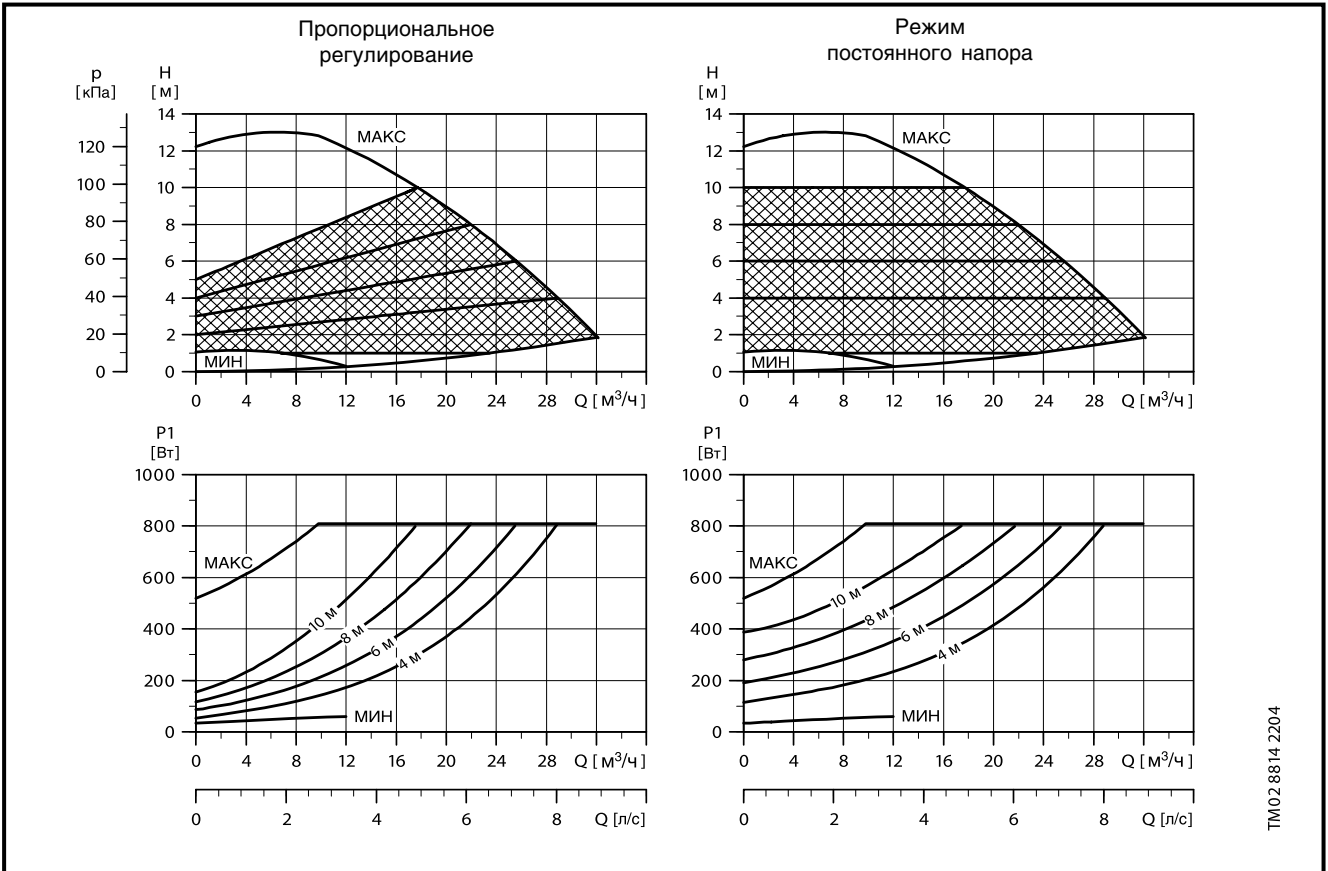 Пропорциональное
регулирование
p
[кПа]
H
[м]
14
12
10
8
6
4
2
0
120
100
80
60
40
20
0
МАКС
МИН
0 4 8 12 16 20 24 28 Q [м³/ч]
Режим
постоянного напора
H
[м]
14
12
10
8
6
4
2
0
МАКС
МИН
0 4 8 12 16 20 24 28 Q [м³/ч]
P1
[Вт]
1000
800
600
400
200
0
МАКС
10 м
8 м
6 м
4 м
МИН
0 4 8 12 16 20 24 28 Q [м³/ч]
0 2 4 6 8 Q [л/с]
P1
[Вт]
1000
800
600
400
200
0
МАКС
10 м
8 м
6 м
4 м
МИН
0 4 8 12 16 20 24 28 Q [м³/ч]
0 2 4 6 8 Q [л/с]
TM02 8814 2204